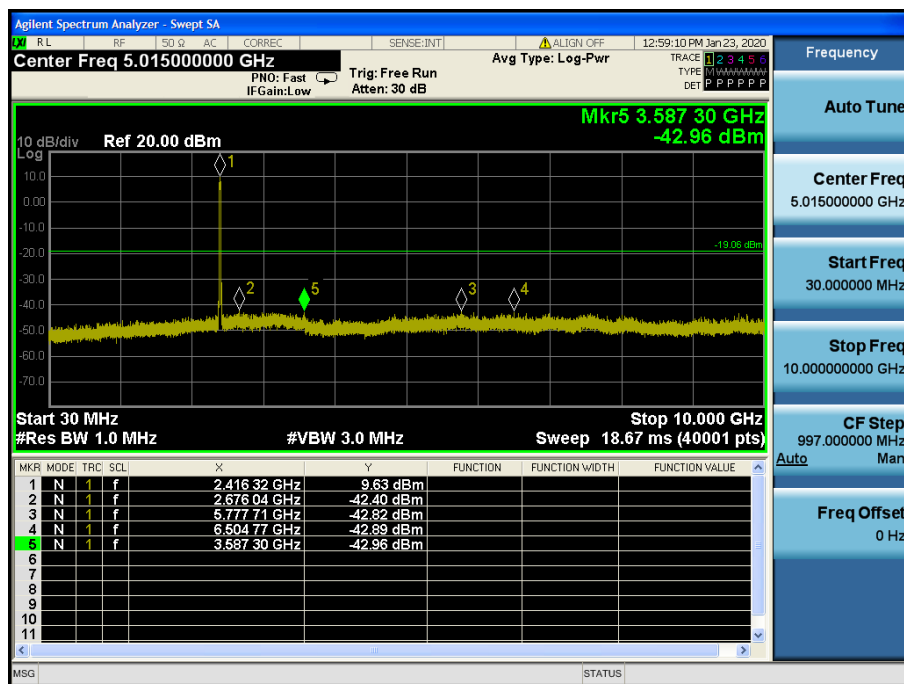 Agilent Spectrum Analyzer - Swept SA
LXI RL RF 50 Ω AC CORREC SENSE:INT ALIGN OFF 12:59:10 PM Jan 23, 2020
Center Freq 5.015000000 GHz
PNO: Fast
IFGain:Low
Trig: Free Run
Atten: 30 dB
Avg Type: Log-Pwr
TRACE 1 2 3 4 5 6
TYPE MWWWWW
DET P P P P P P
Mkr5 3.587 30 GHz
-42.96 dBm
10 dB/div Ref 20.00 dBm
Log
10.0
0.00
-10.0
-20.0
-30.0
-40.0
-50.0
-60.0
-70.0
1
-19.06 dBm
2
5
3
4
Start 30 MHz Stop 10.000 GHz
#Res BW 1.0 MHz #VBW 3.0 MHz Sweep 18.67 ms (40001 pts)
MKR MODE TRC SCL X Y FUNCTION FUNCTION WIDTH FUNCTION VALUE
1 N 1 f 2.416 32 GHz 9.63 dBm
2 N 1 f 2.676 04 GHz -42.40 dBm
3 N 1 f 5.777 71 GHz -42.82 dBm
4 N 1 f 6.504 77 GHz -42.89 dBm
5 N 1 f 3.587 30 GHz -42.96 dBm
6
7
8
9
10
11
MSG STATUS
Frequency
Auto Tune
Center Freq
5.015000000 GHz
Start Freq
30.000000 MHz
Stop Freq
10.000000000 GHz
CF Step
997.000000 MHz
Auto Man
Freq Offset
0 Hz